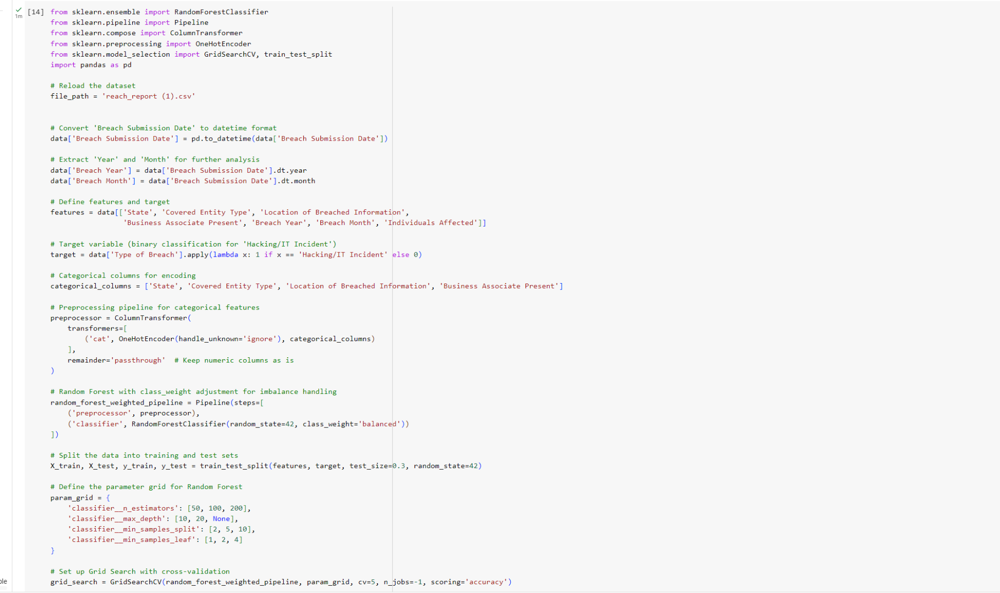 [14] from sklearn.ensemble import RandomForestClassifier
1m
from sklearn.pipeline import Pipeline
from sklearn.compose import ColumnTransformer
from sklearn.preprocessing import OneHotEncoder
from sklearn.model_selection import GridSearchCV, train_test_split
import pandas as pd

# Reload the dataset
file_path = 'reach_report (1).csv'


# Convert 'Breach Submission Date' to datetime format
data['Breach Submission Date'] = pd.to_datetime(data['Breach Submission Date'])

# Extract 'Year' and 'Month' for further analysis
data['Breach Year'] = data['Breach Submission Date'].dt.year
data['Breach Month'] = data['Breach Submission Date'].dt.month

# Define features and target
features = data[['State', 'Covered Entity Type', 'Location of Breached Information',
                 'Business Associate Present', 'Breach Year', 'Breach Month', 'Individuals Affected']]

# Target variable (binary classification for 'Hacking/IT Incident')
target = data['Type of Breach'].apply(lambda x: 1 if x == 'Hacking/IT Incident' else 0)

# Categorical columns for encoding
categorical_columns = ['State', 'Covered Entity Type', 'Location of Breached Information', 'Business Associate Present']

# Preprocessing pipeline for categorical features
preprocessor = ColumnTransformer(
    transformers=[
        ('cat', OneHotEncoder(handle_unknown='ignore'), categorical_columns)
    ],
    remainder='passthrough'  # Keep numeric columns as is
)

# Random Forest with class_weight adjustment for imbalance handling
random_forest_weighted_pipeline = Pipeline(steps=[
    ('preprocessor', preprocessor),
    ('classifier', RandomForestClassifier(random_state=42, class_weight='balanced'))
])

# Split the data into training and test sets
X_train, X_test, y_train, y_test = train_test_split(features, target, test_size=0.3, random_state=42)

# Define the parameter grid for Random Forest
param_grid = {
    'classifier__n_estimators': [50, 100, 200],
    'classifier__max_depth': [10, 20, None],
    'classifier__min_samples_split': [2, 5, 10],
    'classifier__min_samples_leaf': [1, 2, 4]
}

# Set up Grid Search with cross-validation
grid_search = GridSearchCV(random_forest_weighted_pipeline, param_grid, cv=5, n_jobs=-1, scoring='accuracy')